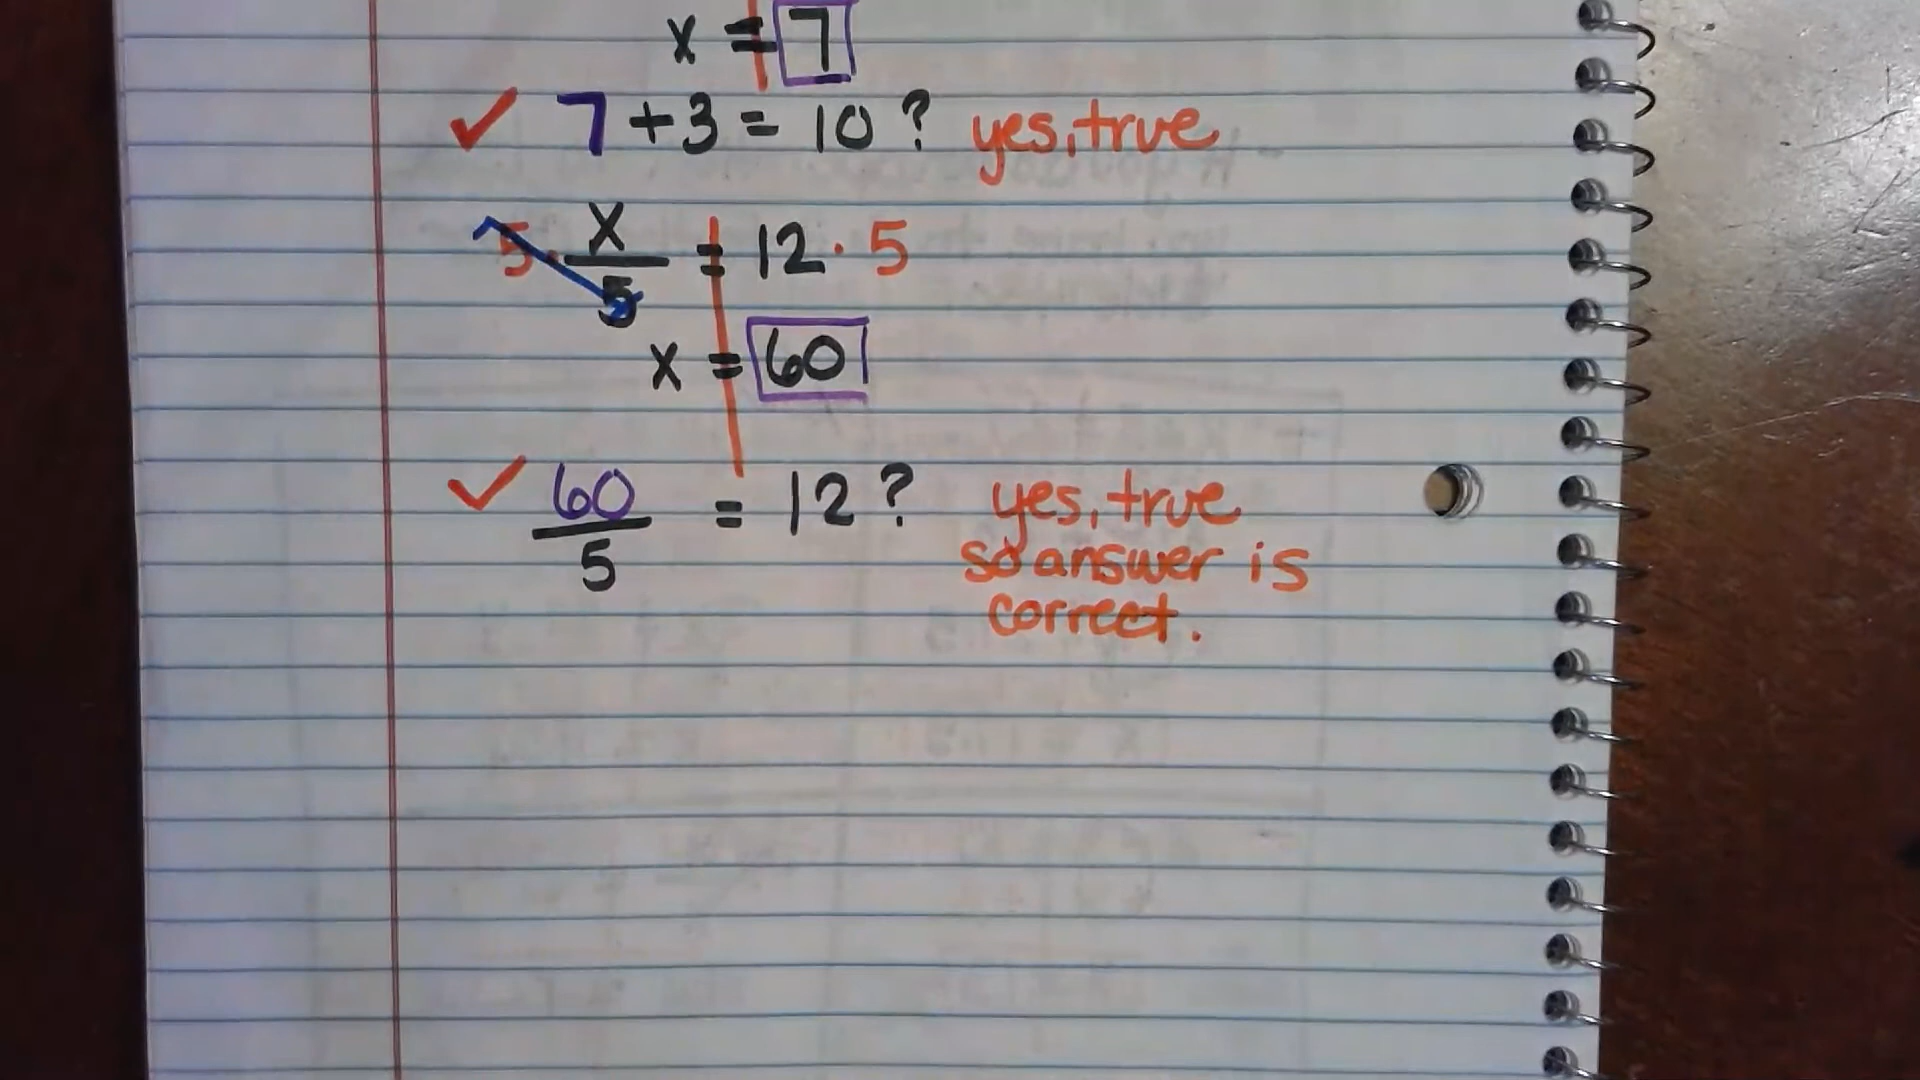 x = 7
✓ 7 + 3 = 10 ? yes, true
5 · x/5 = 12 · 5
x = 60
✓ 60/5 = 12 ? yes, true
so answer is
correct.